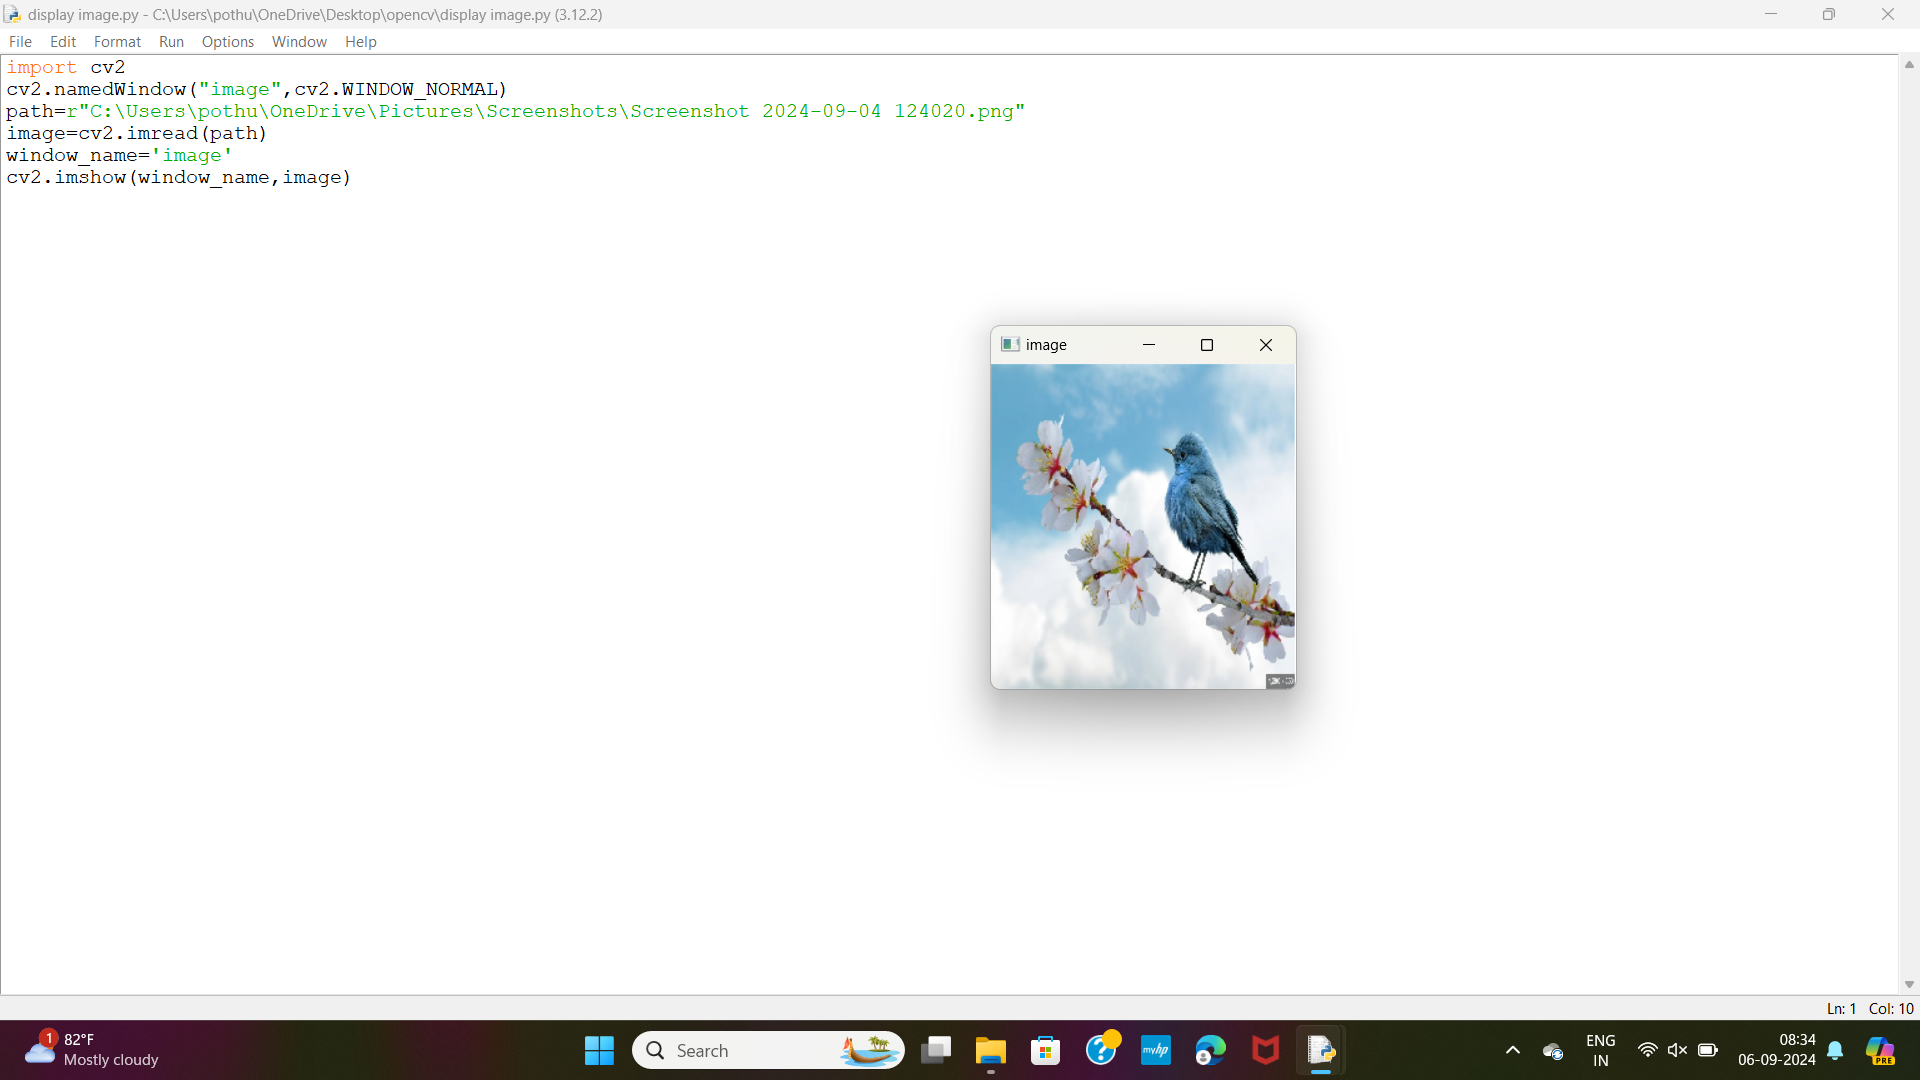 display image.py - C:\Users\pothu\OneDrive\Desktop\opencv\display image.py (3.12.2)
File Edit Format Run Options Window Help
import cv2
cv2.namedWindow("image",cv2.WINDOW_NORMAL)
path=r"C:\Users\pothu\OneDrive\Pictures\Screenshots\Screenshot 2024-09-04 124020.png"
image=cv2.imread(path)
window_name='image'
cv2.imshow(window_name,image)
image
Ln: 1 Col: 10
1
82°F
Mostly cloudy
Search
myhp
ENG
IN
08:34
06-09-2024
PRE